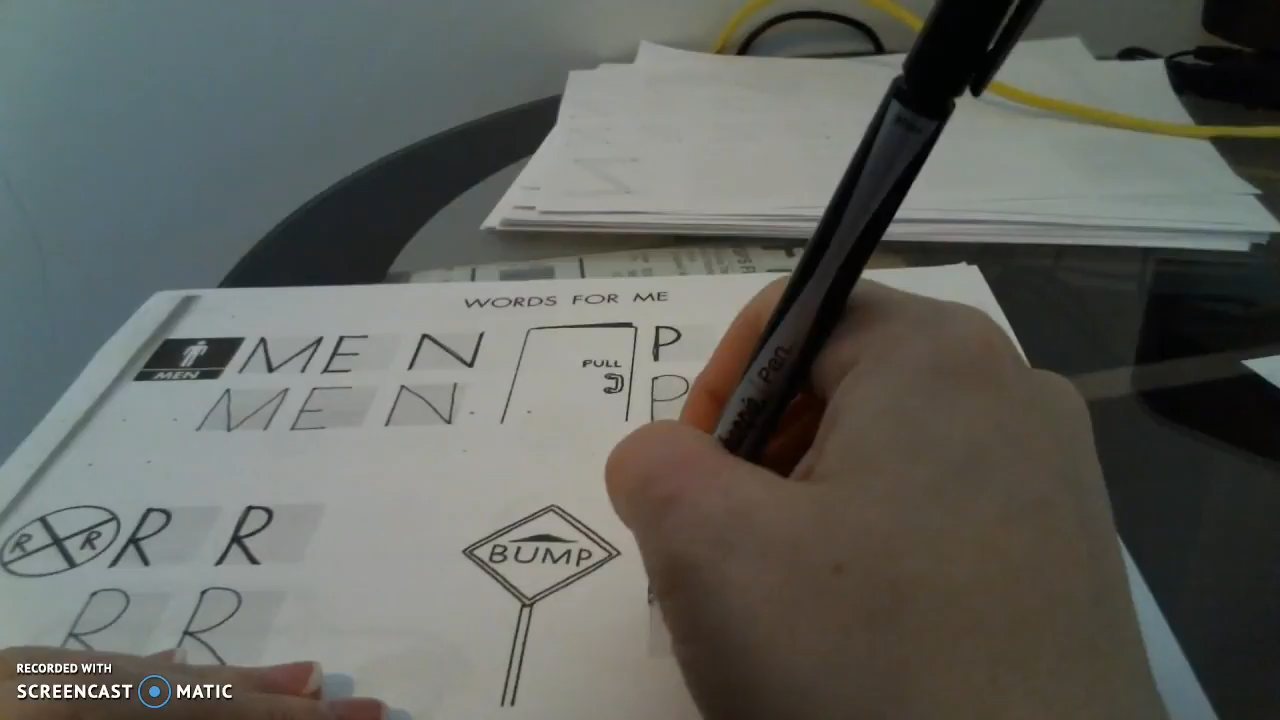 WORDS FOR ME
MEN MEN P
PULL
MEN P
R R R R
BUMP
R R
Pen.
RECORDED WITH
SCREENCAST MATIC